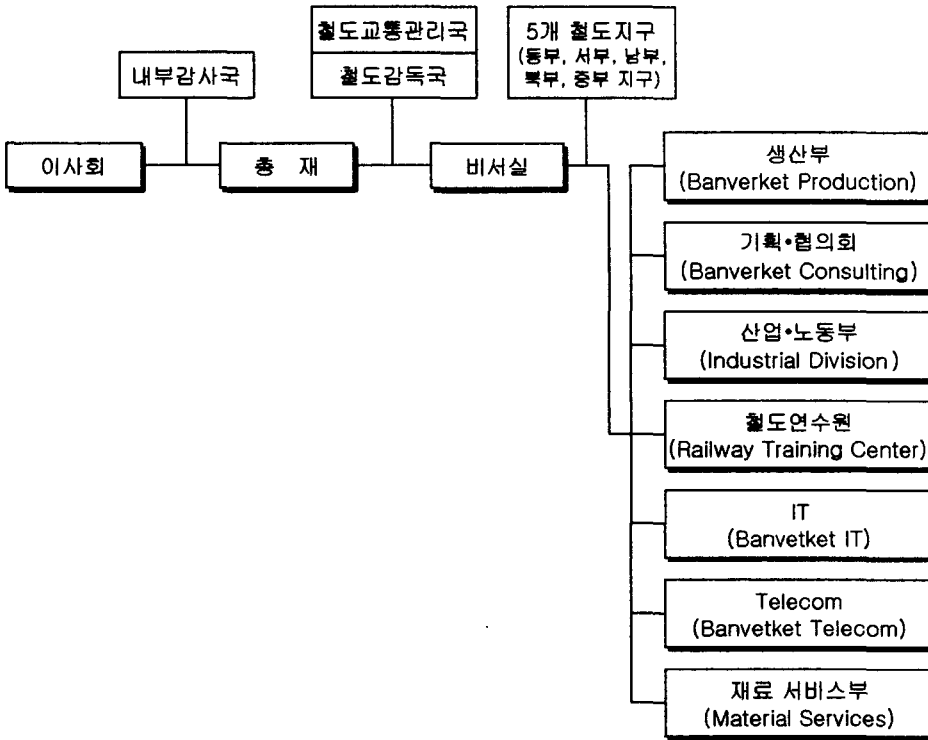 철도교통관리국
철도감독국
5개 철도지구
(동부, 서부, 남부,
북부, 중부 지구)
내부감사국
이사회
총 재
비서실
생산부
(Banverket Production)
기획•협의회
(Banverket Consulting)
산업•노동부
(Industrial Division)
철도연수원
(Railway Training Center)
IT
(Banvetket IT)
Telecom
(Banvetket Telecom)
재료 서비스부
(Material Services)